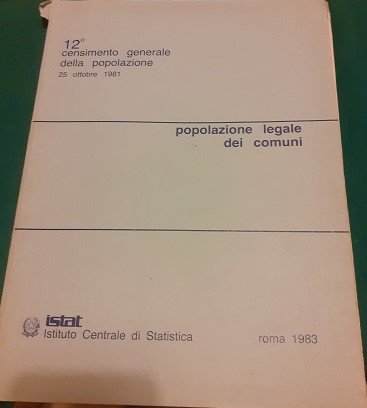 12°
censimento generale
della popolazione
25 ottobre 1981
popolazione legale
dei comuni
istat
Istituto Centrale di Statistica
roma 1983